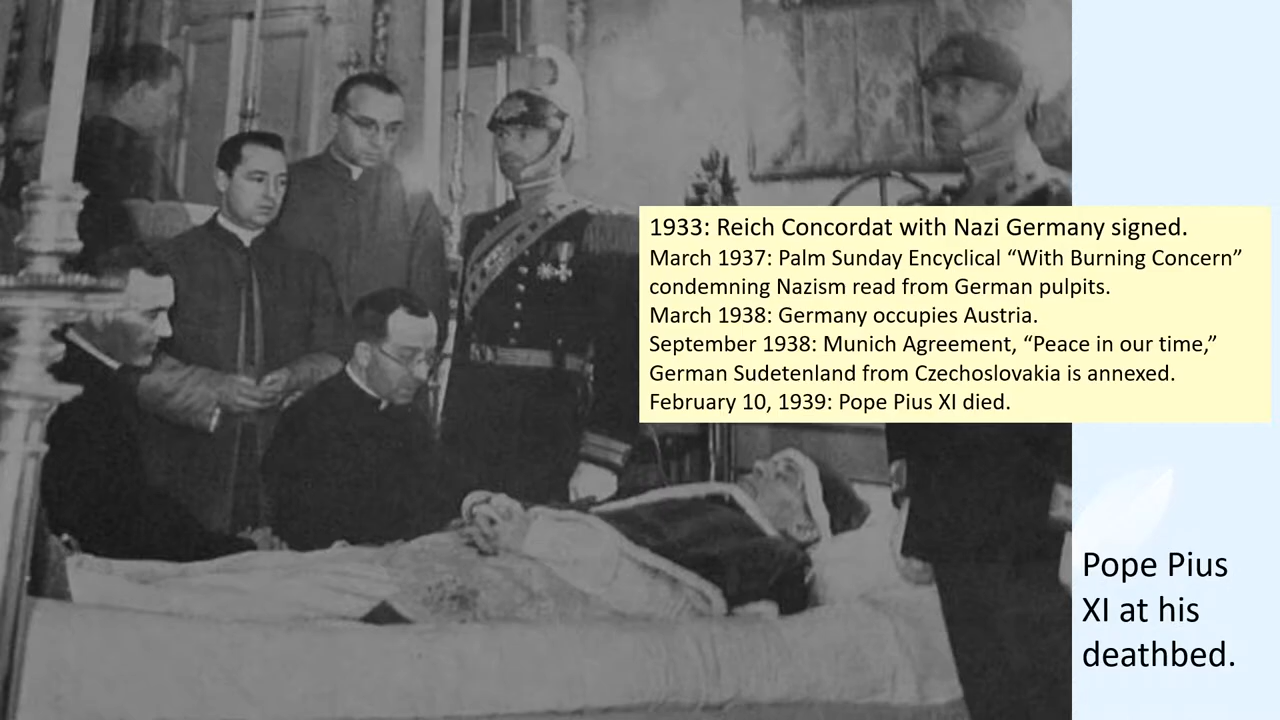 1933: Reich Concordat with Nazi Germany signed.
March 1937: Palm Sunday Encyclical “With Burning Concern”
condemning Nazism read from German pulpits.
March 1938: Germany occupies Austria.
September 1938: Munich Agreement, “Peace in our time,”
German Sudetenland from Czechoslovakia is annexed.
February 10, 1939: Pope Pius XI died.
Pope Pius
XI at his
deathbed.